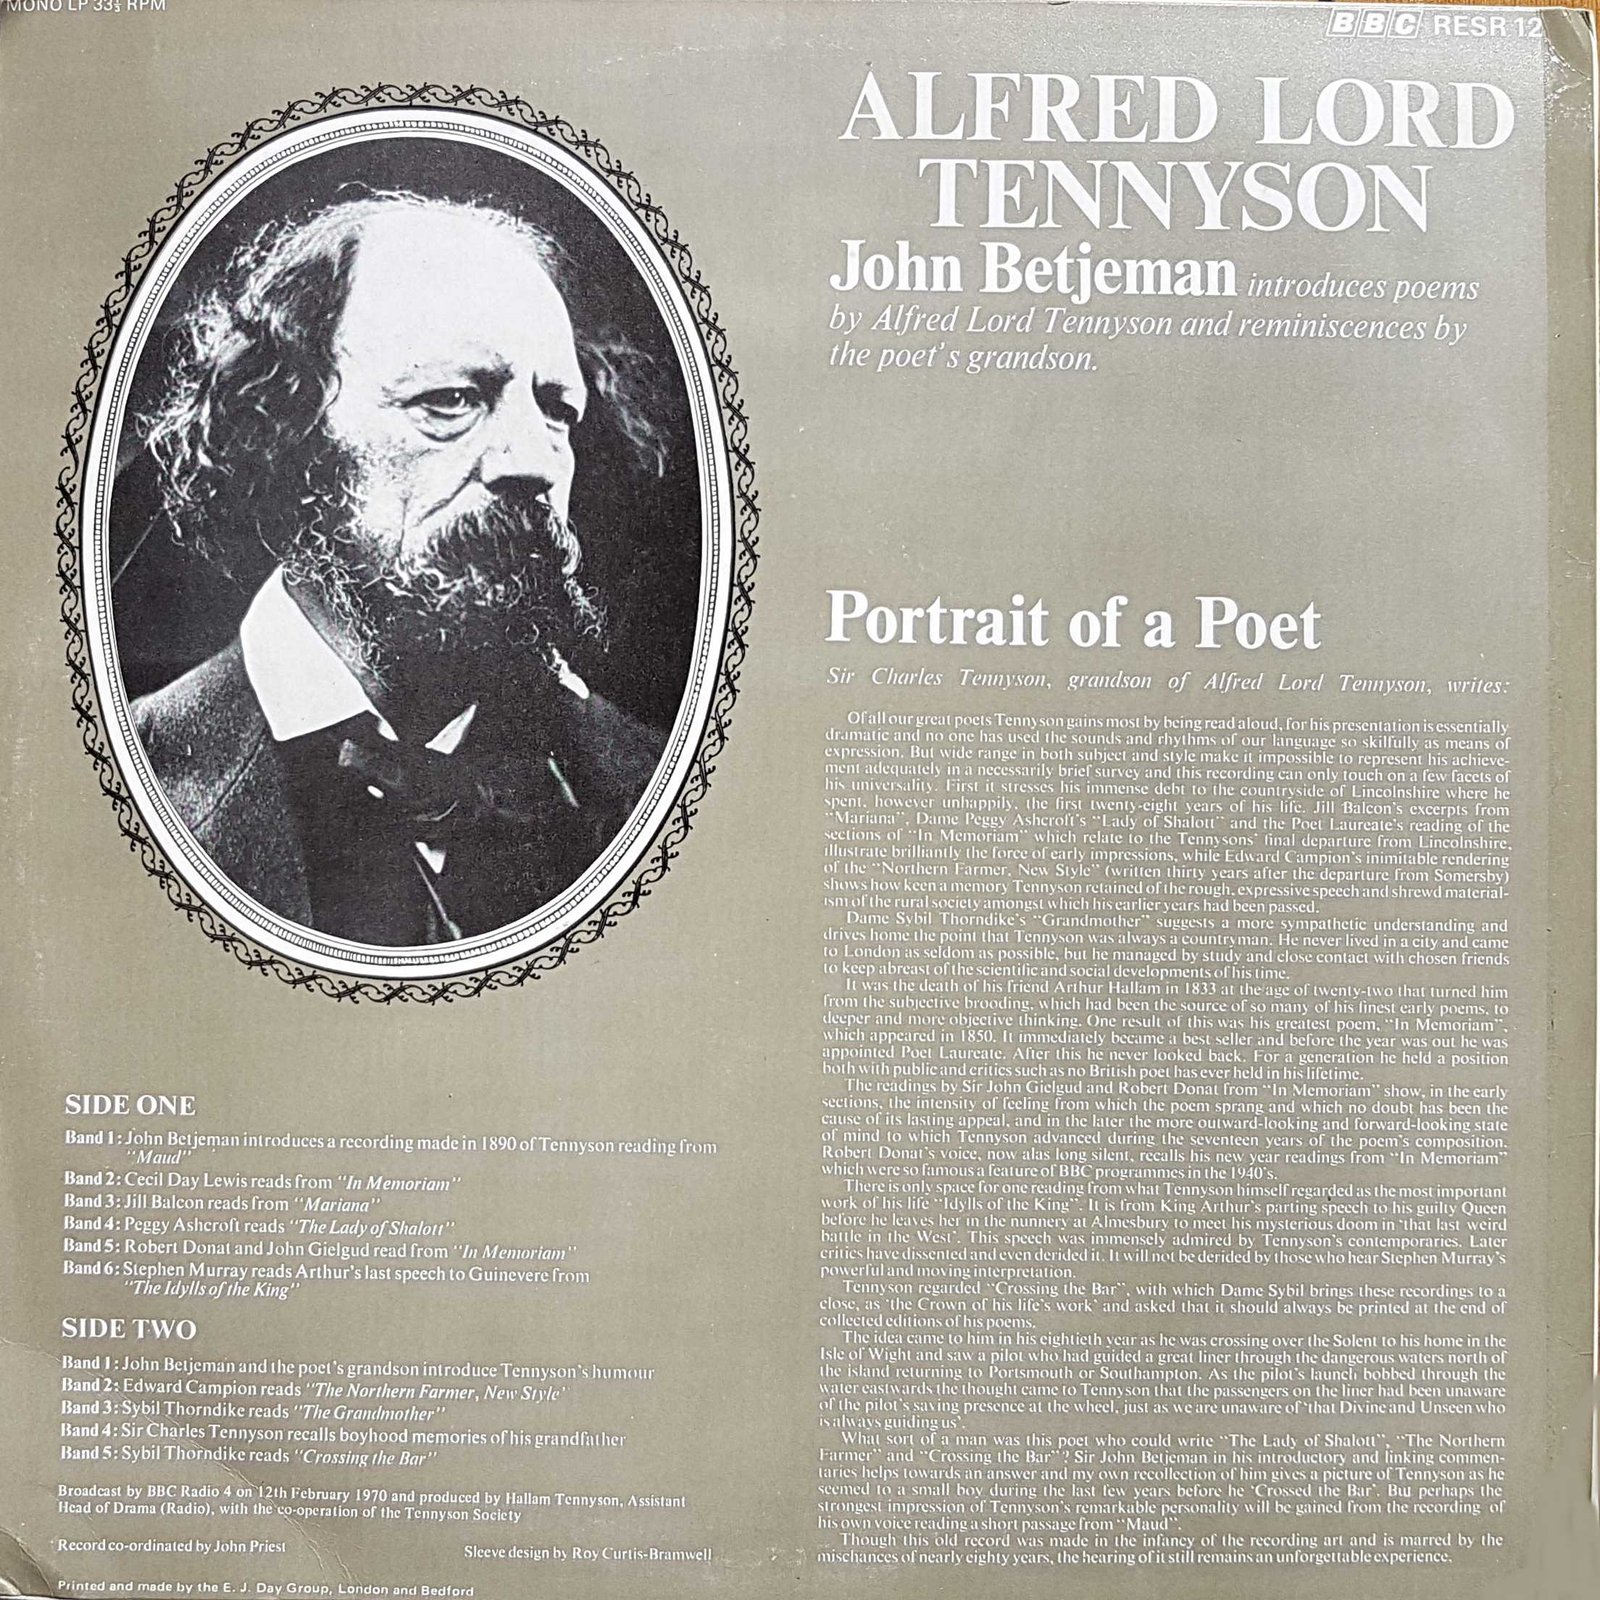 MONO LP 33⅓ RPM
BBC RESR 12
ALFRED LORD
TENNYSON
John Betjeman introduces poems
by Alfred Lord Tennyson and reminiscences by
the poet's grandson.
Portrait of a Poet
Sir Charles Tennyson, grandson of Alfred Lord Tennyson, writes:
Of all our great poets Tennyson gains most by being read aloud, for his presentation is essentially
dramatic and no one has used the sounds and rhythms of our language so skilfully as means of
expression. But wide range in both subject and style make it impossible to represent his achieve-
ment adequately in a necessarily brief survey and this recording can only touch on a few facets of
his universality. First it stresses his immense debt to the countryside of Lincolnshire where he
spent, however unhappily, the first twenty-eight years of his life. Jill Balcon's excerpts from
"Mariana", Dame Peggy Ashcroft's "Lady of Shalott" and the Poet Laureate's reading of the
sections of "In Memoriam" which relate to the Tennysons' final departure from Lincolnshire,
illustrate brilliantly the force of early impressions, while Edward Campion's inimitable rendering
of the "Northern Farmer, New Style" (written thirty years after the departure from Somersby)
shows how keen a memory Tennyson retained of the rough, expressive speech and shrewd material-
ism of the rural society amongst which his earlier years had been passed.
Dame Sybil Thorndike's "Grandmother" suggests a more sympathetic understanding and
drives home the point that Tennyson was always a countryman. He never lived in a city and came
to London as seldom as possible, but he managed by study and close contact with chosen friends
to keep abreast of the scientific and social developments of his time.
It was the death of his friend Arthur Hallam in 1833 at the age of twenty-two that turned him
from the subjective brooding, which had been the source of so many of his finest early poems, to
deeper and more objective thinking. One result of this was his greatest poem, "In Memoriam",
which appeared in 1850. It immediately became a best seller and before the year was out he was
appointed Poet Laureate. After this he never looked back. For a generation he held a position
both with public and critics such as no British poet has ever held in his lifetime.
The readings by Sir John Gielgud and Robert Donat from "In Memoriam" show, in the early
sections, the intensity of feeling from which the poem sprang and which no doubt has been the
cause of its lasting appeal, and in the later the more outward-looking and forward-looking state
of mind to which Tennyson advanced during the seventeen years of the poem's composition.
Robert Donat's voice, now alas long silent, recalls his new year readings from "In Memoriam"
which were so famous a feature of BBC programmes in the 1940's.
There is only space for one reading from what Tennyson himself regarded as the most important
work of his life "Idylls of the King". It is from King Arthur's parting speech to his guilty Queen
before he leaves her in the nunnery at Almesbury to meet his mysterious doom in 'that last weird
battle in the West'. This speech was immensely admired by Tennyson's contemporaries. Later
critics have dissented and even derided it. It will not be derided by those who hear Stephen Murray's
powerful and moving interpretation.
Tennyson regarded "Crossing the Bar", with which Dame Sybil brings these recordings to a
close, as 'the Crown of his life's work' and asked that it should always be printed at the end of
collected editions of his poems.
The idea came to him in his eightieth year as he was crossing over the Solent to his home in the
Isle of Wight and saw a pilot who had guided a great liner through the dangerous waters north of
the island returning to Portsmouth or Southampton. As the pilot's launch bobbed through the
water eastwards the thought came to Tennyson that the passengers on the liner had been unaware
of the pilot's saving presence at the wheel, just as we are unaware of 'that Divine and Unseen who
is always guiding us'.
What sort of a man was this poet who could write "The Lady of Shalott", "The Northern
Farmer" and "Crossing the Bar"? Sir John Betjeman in his introductory and linking commen-
taries helps towards an answer and my own recollection of him gives a picture of Tennyson as he
seemed to a small boy during the last few years before he 'Crossed the Bar'. But perhaps the
strongest impression of Tennyson's remarkable personality will be gained from the recording of
his own voice reading a short passage from "Maud".
Though this old record was made in the infancy of the recording art and is marred by the
mischances of nearly eighty years, the hearing of it still remains an unforgettable experience.
SIDE ONE
Band 1: John Betjeman introduces a recording made in 1890 of Tennyson reading from
"Maud"
Band 2: Cecil Day Lewis reads from "In Memoriam"
Band 3: Jill Balcon reads from "Mariana"
Band 4: Peggy Ashcroft reads "The Lady of Shalott"
Band 5: Robert Donat and John Gielgud read from "In Memoriam"
Band 6: Stephen Murray reads Arthur's last speech to Guinevere from
"The Idylls of the King"
SIDE TWO
Band 1: John Betjeman and the poet's grandson introduce Tennyson's humour
Band 2: Edward Campion reads "The Northern Farmer, New Style"
Band 3: Sybil Thorndike reads "The Grandmother"
Band 4: Sir Charles Tennyson recalls boyhood memories of his grandfather
Band 5: Sybil Thorndike reads "Crossing the Bar"
Broadcast by BBC Radio 4 on 12th February 1970 and produced by Hallam Tennyson, Assistant
Head of Drama (Radio), with the co-operation of the Tennyson Society
Record co-ordinated by John Priest
Sleeve design by Roy Curtis-Bramwell
Printed and made by the E. J. Day Group, London and Bedford